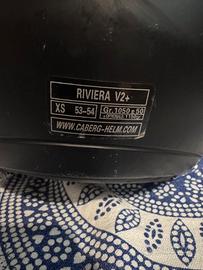 RIVIERA V2+
XS 53-54 Gr. 1050 ± 50
WWW.CABERG-HELM.COM